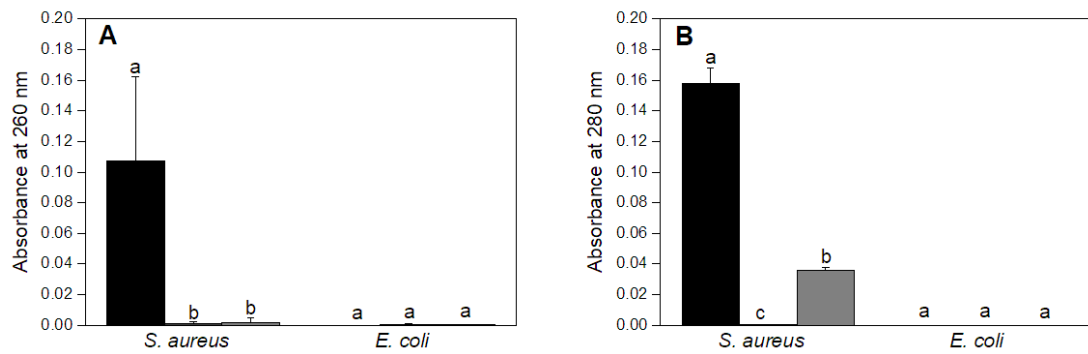 A
Absorbance at 260 nm
0.20
0.18
0.16
0.14
0.12
0.10
0.08
0.06
0.04
0.02
0.00
a
b
b
a
a
a
S. aureus
E. coli
B
Absorbance at 280 nm
0.20
0.18
0.16
0.14
0.12
0.10
0.08
0.06
0.04
0.02
0.00
a
c
b
a
a
a
S. aureus
E. coli